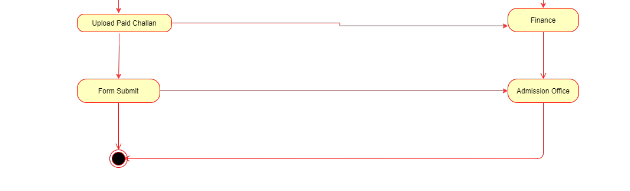 Upload Paid Challan
Finance
Form Submit
Admission Office